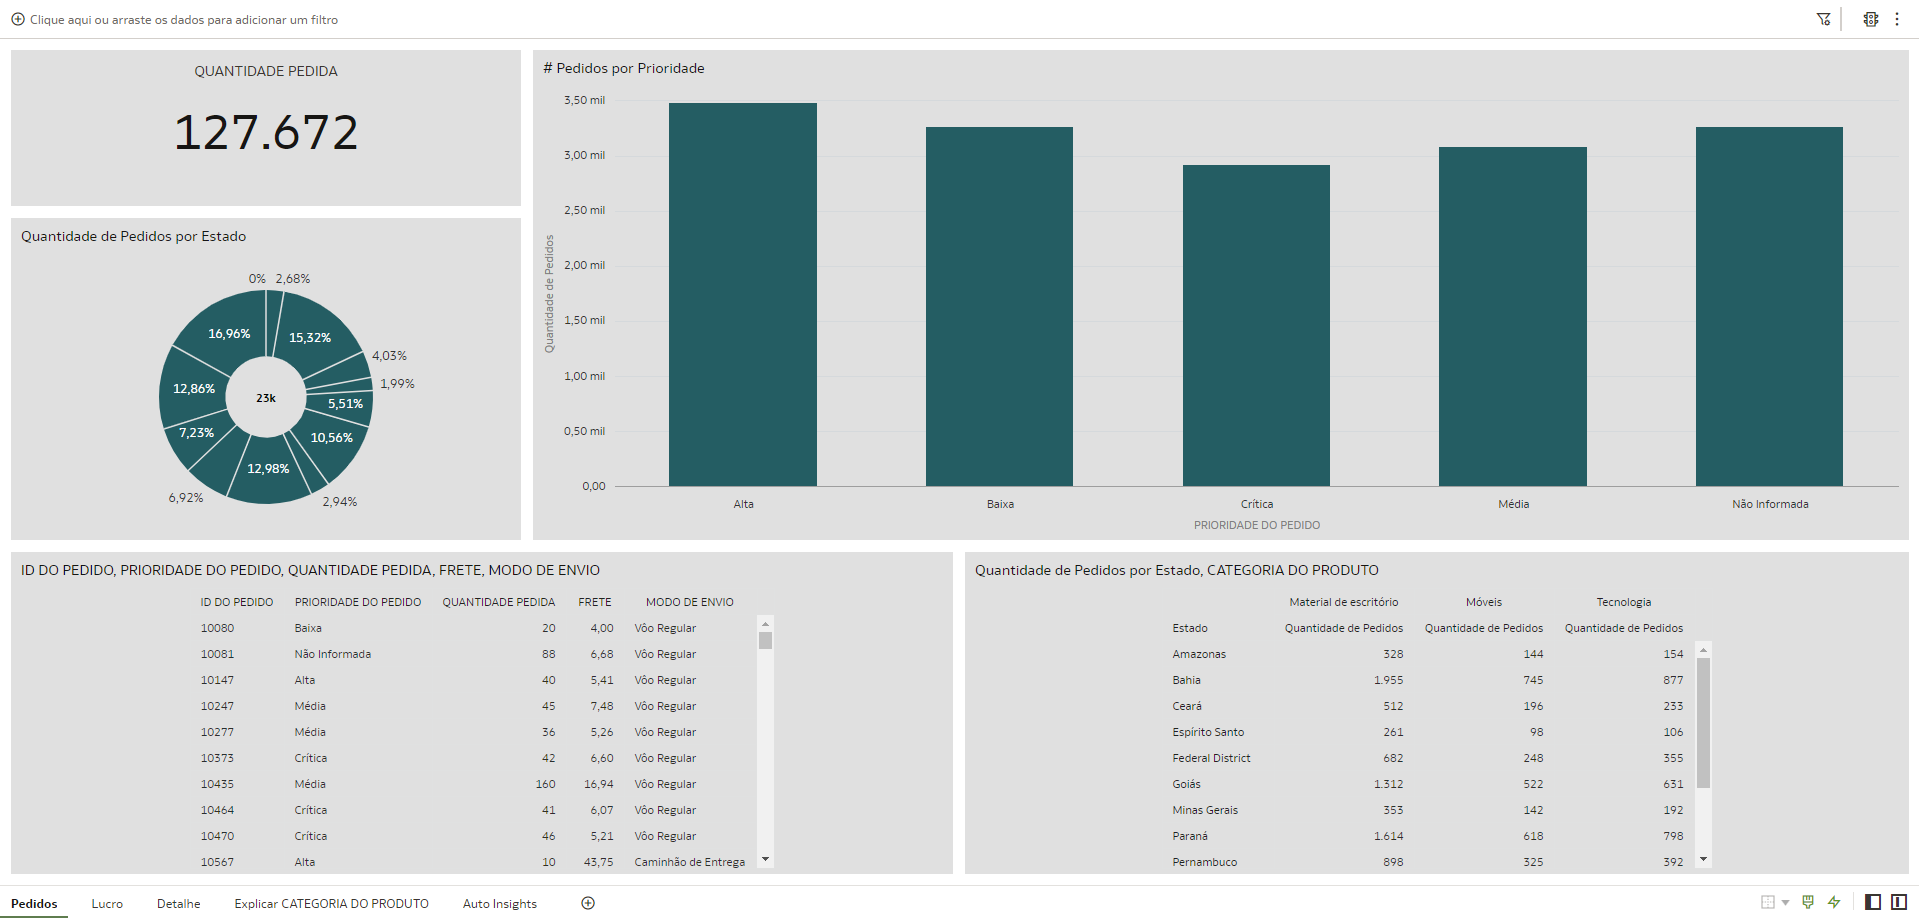 Clique aqui ou arraste os dados para adicionar um filtro
QUANTIDADE PEDIDA
127.672
# Pedidos por Prioridade
3,50 mil
3,00 mil
2,50 mil
2,00 mil
1,50 mil
1,00 mil
0,50 mil
0,00
Quantidade de Pedidos
Alta Baixa Crítica Média Não Informada
PRIORIDADE DO PEDIDO
Quantidade de Pedidos por Estado
0% 2,68%
16,96% 15,32%
4,03%
1,99%
12,86%
23k
5,51%
7,23% 10,56%
12,98%
6,92% 2,94%
ID DO PEDIDO, PRIORIDADE DO PEDIDO, QUANTIDADE PEDIDA, FRETE, MODO DE ENVIO
ID DO PEDIDO PRIORIDADE DO PEDIDO QUANTIDADE PEDIDA FRETE MODO DE ENVIO
10080 Baixa 20 4,00 Vôo Regular
10081 Não Informada 88 6,68 Vôo Regular
10147 Alta 40 5,41 Vôo Regular
10247 Média 45 7,48 Vôo Regular
10277 Média 36 5,26 Vôo Regular
10373 Crítica 42 6,60 Vôo Regular
10435 Média 160 16,94 Vôo Regular
10464 Crítica 41 6,07 Vôo Regular
10470 Crítica 46 5,21 Vôo Regular
10567 Alta 10 43,75 Caminhão de Entrega
Quantidade de Pedidos por Estado, CATEGORIA DO PRODUTO
Material de escritório Móveis Tecnologia
Estado Quantidade de Pedidos Quantidade de Pedidos Quantidade de Pedidos
Amazonas 328 144 154
Bahia 1.955 745 877
Ceará 512 196 233
Espírito Santo 261 98 106
Federal District 682 248 355
Goiás 1.312 522 631
Minas Gerais 353 142 192
Paraná 1.614 618 798
Pernambuco 898 325 392
Pedidos Lucro Detalhe Explicar CATEGORIA DO PRODUTO Auto Insights